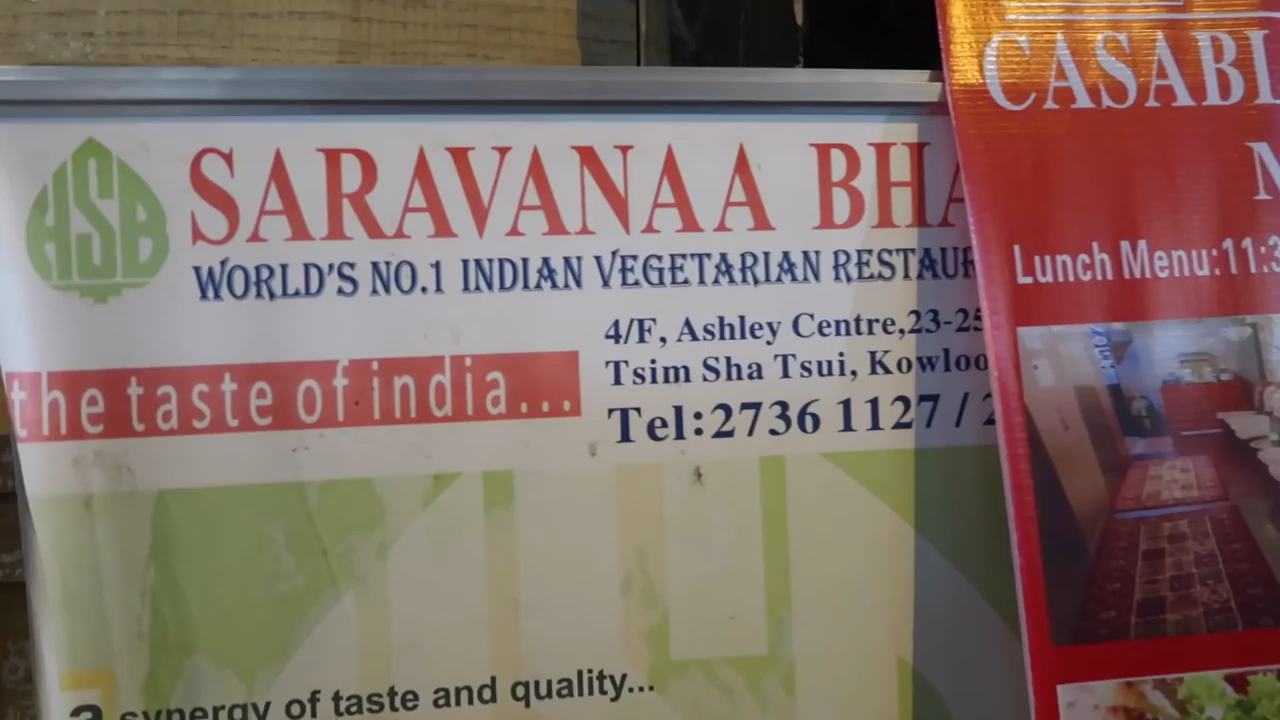 HSB
SARAVANAA BHA
WORLD'S NO.1 INDIAN VEGETARIAN RESTAUR
4/F, Ashley Centre,23-25
Tsim Sha Tsui, Kowloo
the taste of india...
Tel:2736 1127 / 2
a synergy of taste and quality...
CASABL
N
Lunch Menu:11:3